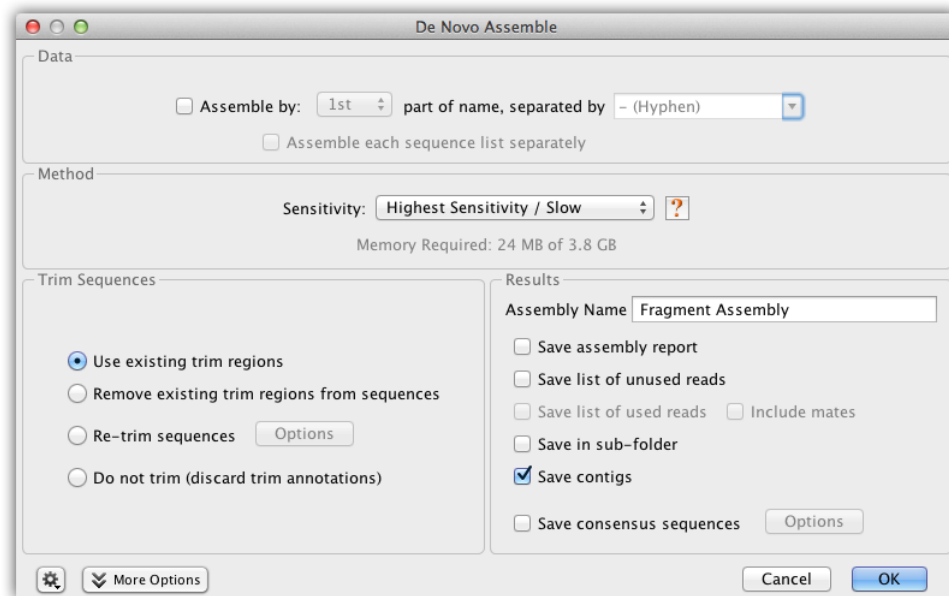 De Novo Assemble
Data
Assemble by: 1st part of name, separated by - (Hyphen)
Assemble each sequence list separately
Method
Sensitivity: Highest Sensitivity / Slow ?
Memory Required: 24 MB of 3.8 GB
Trim Sequences
Use existing trim regions
Remove existing trim regions from sequences
Re-trim sequences Options
Do not trim (discard trim annotations)
Results
Assembly Name Fragment Assembly
Save assembly report
Save list of unused reads
Save list of used reads Include mates
Save in sub-folder
Save contigs
Save consensus sequences Options
More Options Cancel OK